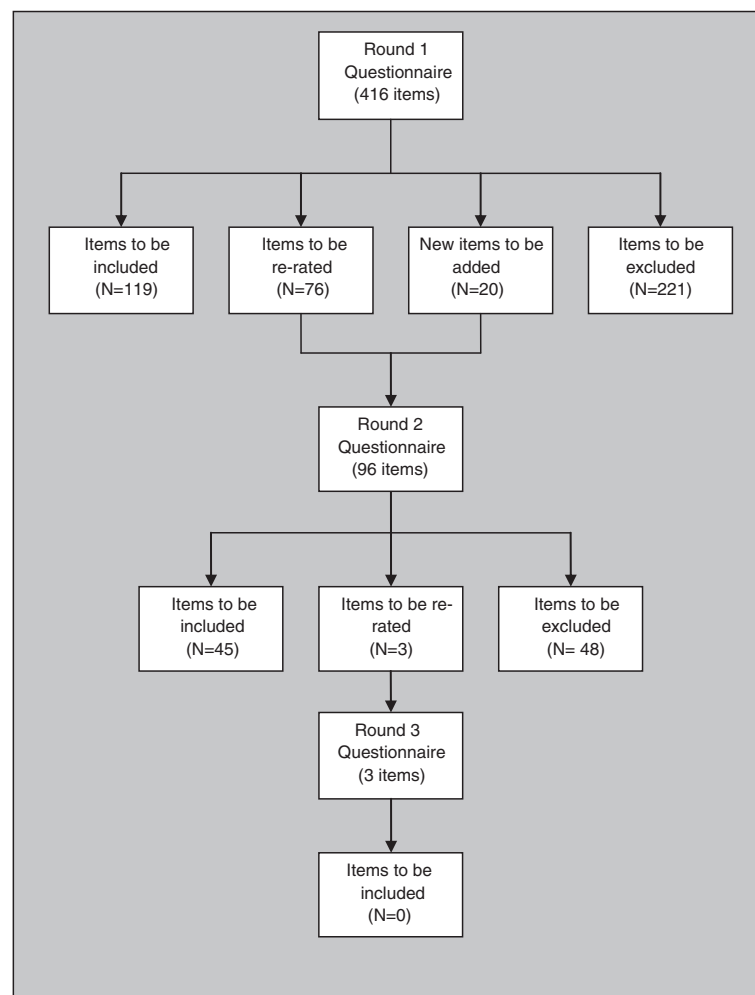 Round 1
Questionnaire
(416 items)
Items to be
included
(N=119)
Items to be
re-rated
(N=76)
New items to be
added
(N=20)
Items to be
excluded
(N=221)
Round 2
Questionnaire
(96 items)
Items to be
included
(N=45)
Items to be re-
rated
(N=3)
Items to be
excluded
(N= 48)
Round 3
Questionnaire
(3 items)
Items to be
included
(N=0)